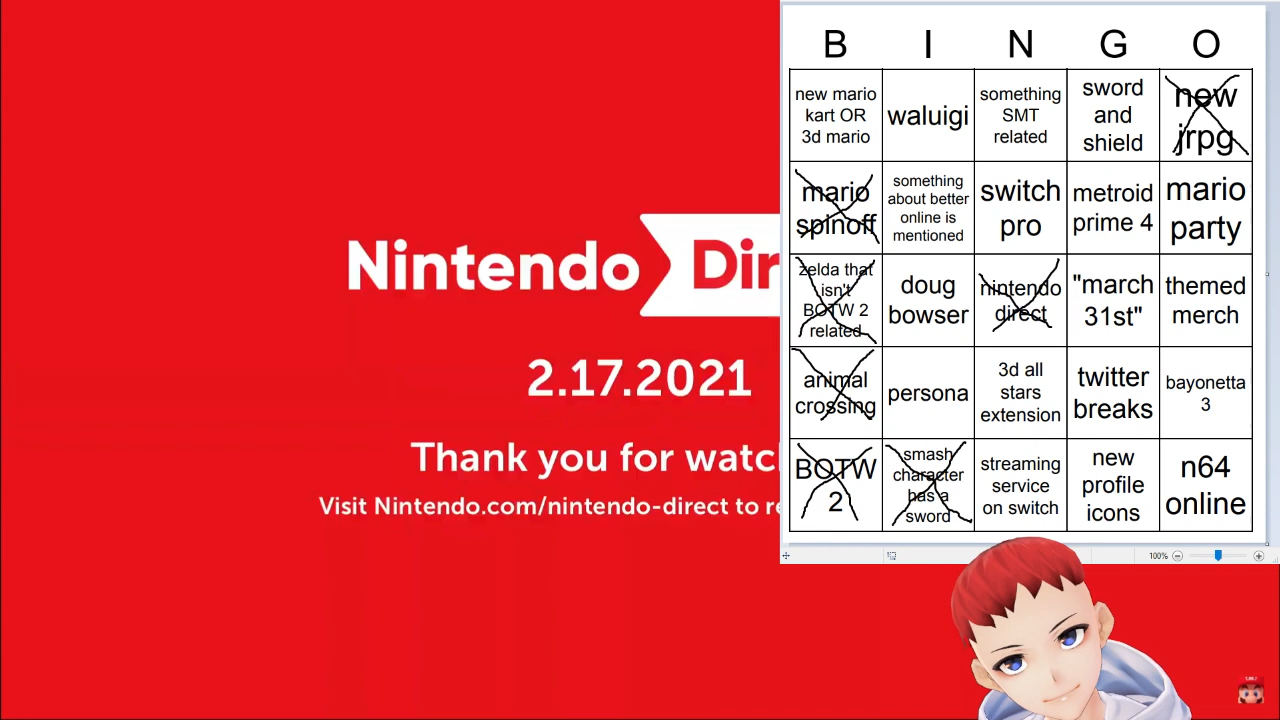 B I N G O
new mario
kart OR
3d mario
waluigi
something
SMT
related
sword
and
shield
new
jrpg
mario
spinoff
something
about better
online is
mentioned
switch
pro
metroid
prime 4
mario
party
zelda that
isn't
BOTW 2
related
doug
bowser
nintendo
direct
"march
31st"
themed
merch
animal
crossing
persona
3d all
stars
extension
twitter
breaks
bayonetta
3
BOTW
2
smash
character
has a
sword
streaming
service
on switch
new
profile
icons
n64
online
100%
Nintendo Dir
2.17.2021
Thank you for watc
Visit Nintendo.com/nintendo-direct to re